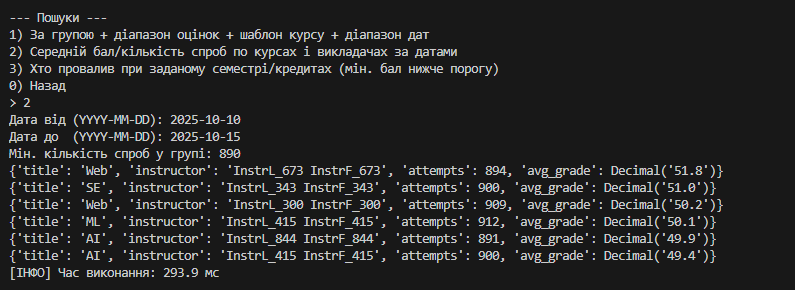 --- Пошуки ---
1) За групою + діапазон оцінок + шаблон курсу + діапазон дат
2) Середній бал/кількість спроб по курсах і викладачах за датами
3) Хто провалив при заданому семестрі/кредитах (мін. бал нижче порогу)
0) Назад
> 2
Дата від (YYYY-MM-DD): 2025-10-10
Дата до  (YYYY-MM-DD): 2025-10-15
Мін. кількість спроб у групі: 890
{'title': 'Web', 'instructor': 'InstrL_673 InstrF_673', 'attempts': 894, 'avg_grade': Decimal('51.8')}
{'title': 'SE', 'instructor': 'InstrL_343 InstrF_343', 'attempts': 900, 'avg_grade': Decimal('51.0')}
{'title': 'Web', 'instructor': 'InstrL_300 InstrF_300', 'attempts': 909, 'avg_grade': Decimal('50.2')}
{'title': 'ML', 'instructor': 'InstrL_415 InstrF_415', 'attempts': 912, 'avg_grade': Decimal('50.1')}
{'title': 'AI', 'instructor': 'InstrL_844 InstrF_844', 'attempts': 891, 'avg_grade': Decimal('49.9')}
{'title': 'AI', 'instructor': 'InstrL_415 InstrF_415', 'attempts': 900, 'avg_grade': Decimal('49.4')}
[ІНФО] Час виконання: 293.9 мс